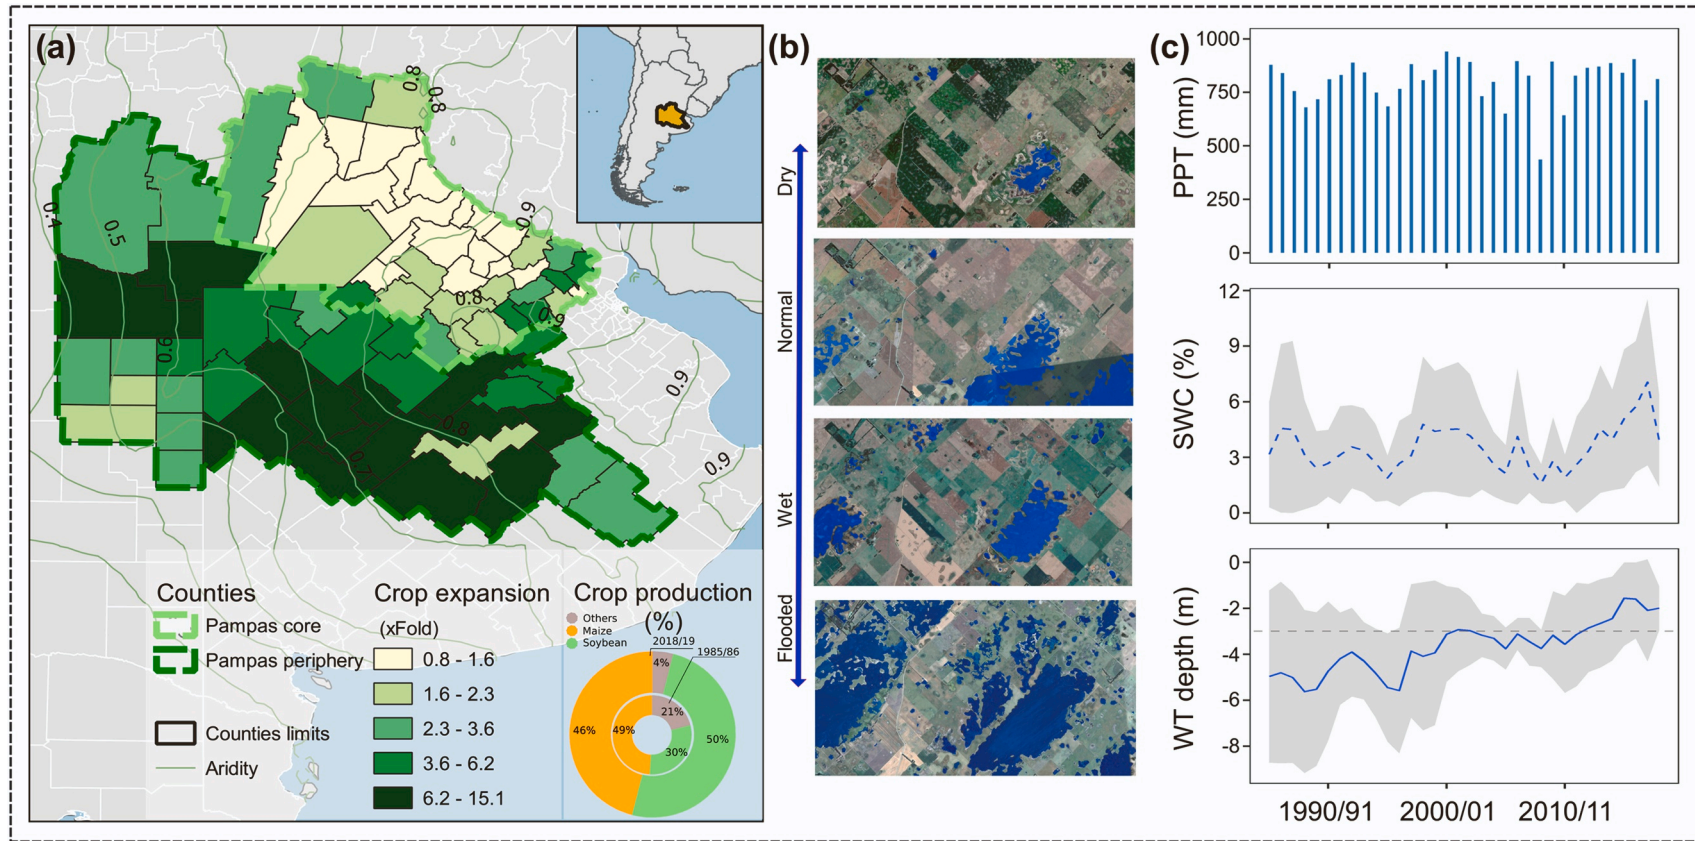 (a)
0.8
0.8
0.9
0.4
0.5
0.8
0.9
0.6
0.9
0.8
0.7
0.9
Counties
Pampas core
Pampas periphery
Counties limits
Aridity
Crop expansion
(xFold)
0.8 - 1.6
1.6 - 2.3
2.3 - 3.6
3.6 - 6.2
6.2 - 15.1
Crop production
(%)
Others
Maize
Soybean
2018/19
1985/86
4%
21%
46%
49%
50%
30%
(b)
Dry
Normal
Wet
Flooded
(c)
PPT (mm)
1000
750
500
250
0
SWC (%)
12
9
6
3
0
WT depth (m)
-0
-2
-4
-6
-8
1990/91
2000/01
2010/11